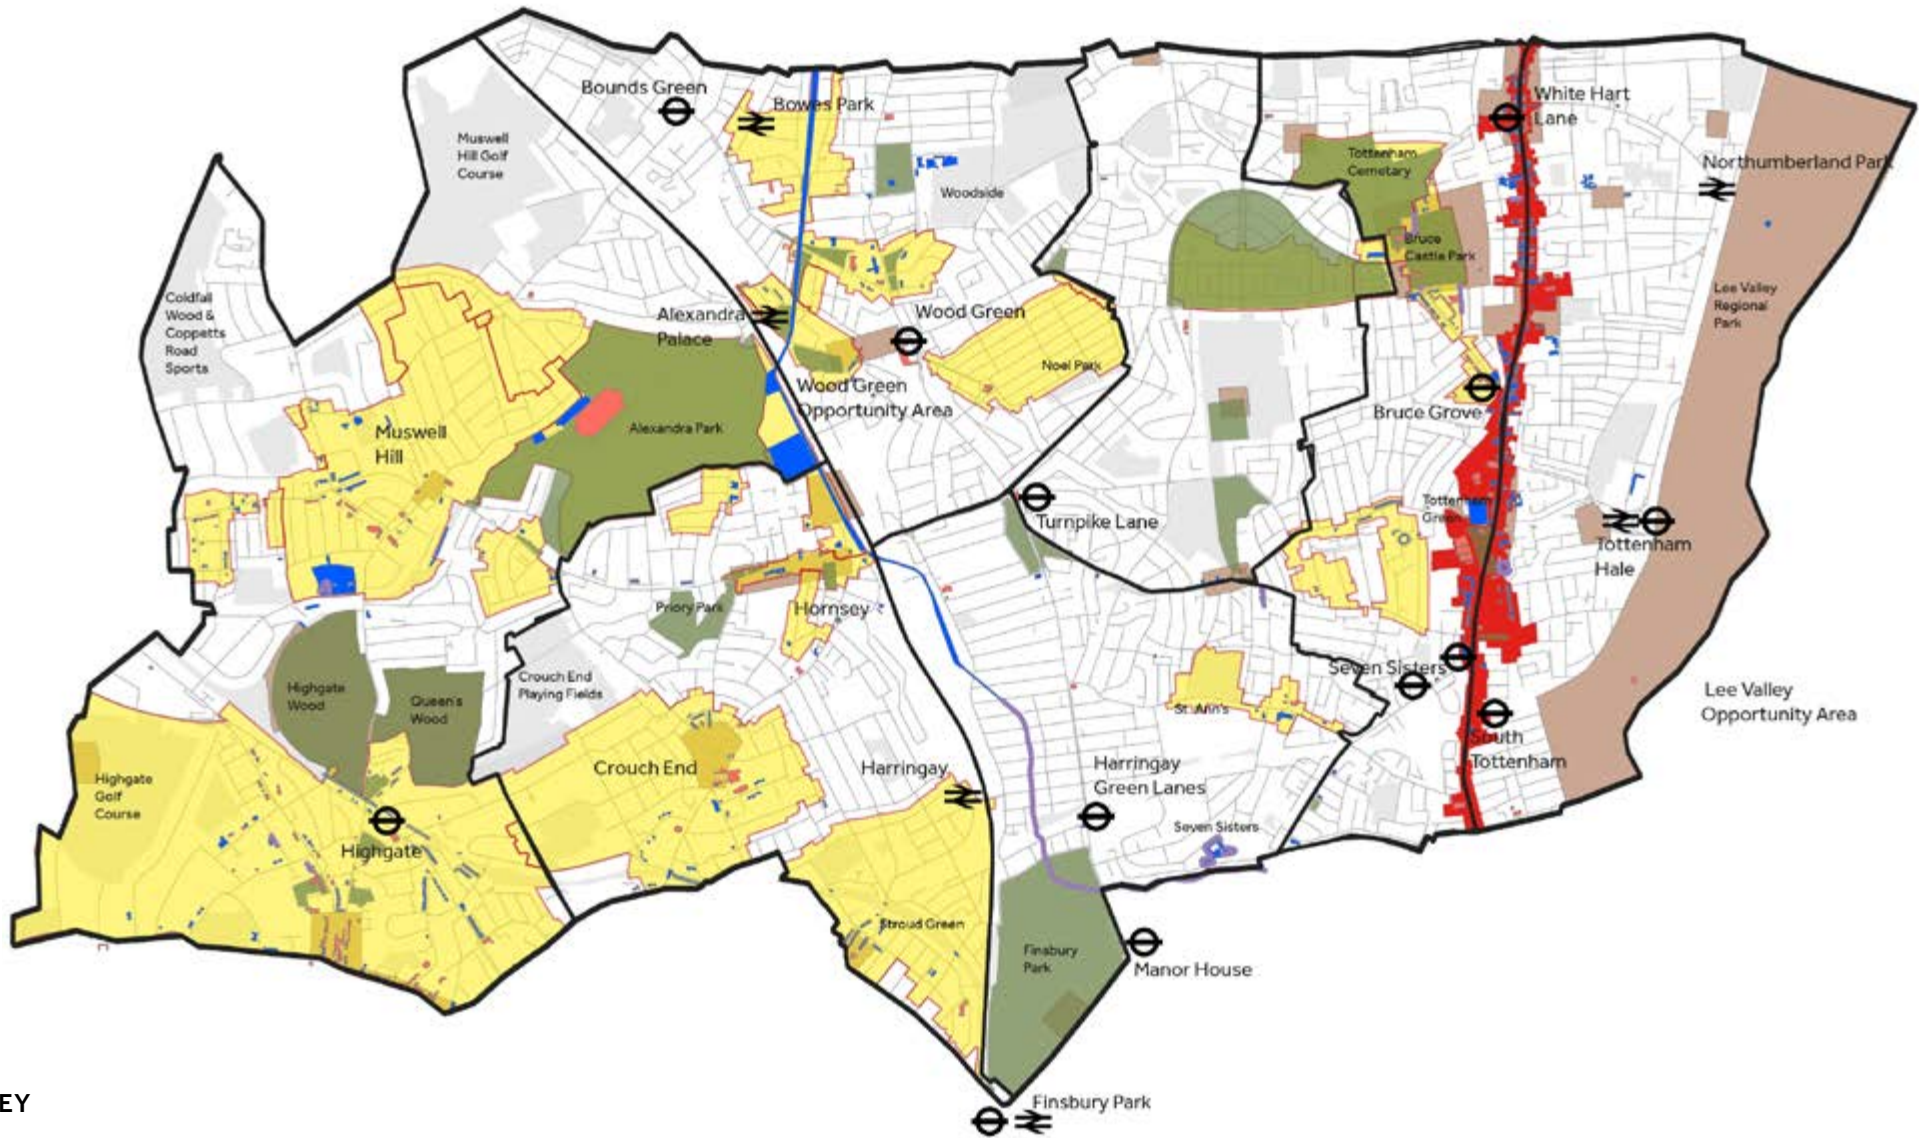 Bounds Green
Bowes Park
White Hart
Lane
Muswell
Hill Golf
Course
Tottenham
Cemetery
Northumberland Park
Woodside
Bruce
Castle Park
Coldfall
Wood &
Coppetts
Road
Sports
Lee Valley
Regional
Park
Alexandra
Palace
Wood Green
Noel Park
Wood Green
Opportunity Area
Bruce Grove
Muswell
Hill
Alexandra Park
Tottenham
Green
Turnpike Lane
Tottenham
Hale
Priory Park
Hornsey
Highgate
Wood
Queen's
Wood
Crouch End
Playing Fields
Seven Sisters
St. Ann's
Lee Valley
Opportunity Area
South
Tottenham
Highgate
Golf
Course
Crouch End
Harringay
Harringay
Green Lanes
Seven Sisters
Highgate
Stroud Green
Finsbury
Park
Manor House
Finsbury Park
EY